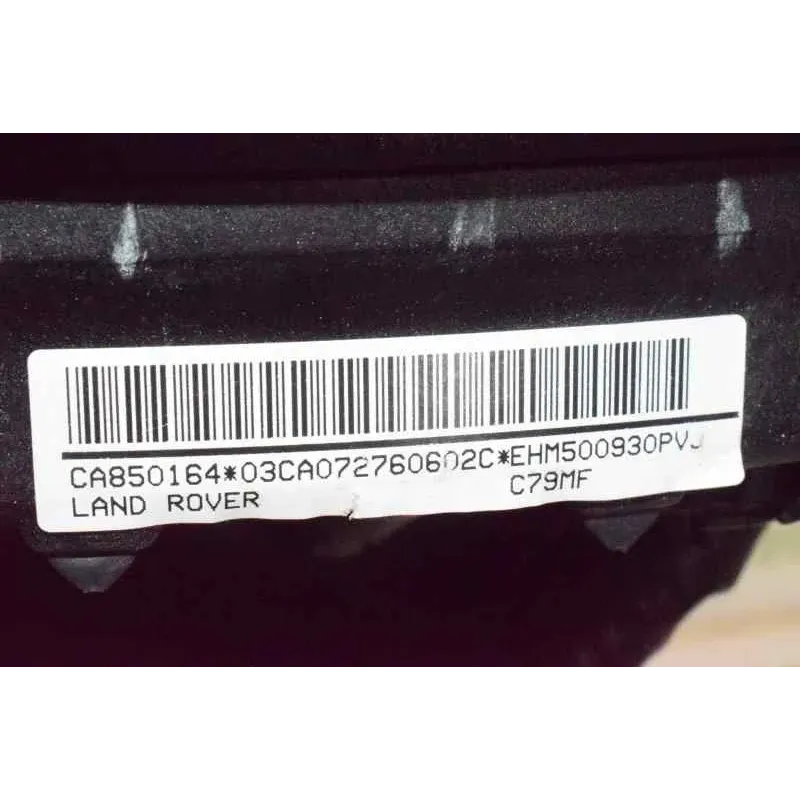 CA850164*03CA072760602C*EHM500930PVJ
LAND ROVER C79MF